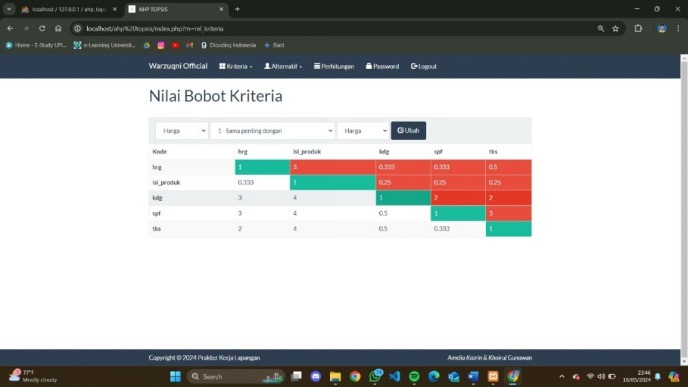 localhost / 127.0.0.1 / ahp_tops
AHP TOPSIS
localhost/ahp%20topsis/index.php?m=rel_kriteria
Home - E-Study UPI...
e-Learning Universit...
Dicoding Indonesia
Bard
Warzuqni Official
Kriteria
Alternatif
Perhitungan
Password
Logout
Nilai Bobot Kriteria
Harga
1 - Sama penting dengan
Harga
Ubah
Kode hrg isi_produk kdg spf tks
hrg 1 3 0.333 0.333 0.5
isi_produk 0.333 1 0.25 0.25 0.25
kdg 3 4 1 2 2
spf 3 4 0.5 1 3
tks 2 4 0.5 0.333 1
Copyright © 2024 Praktek Kerja Lapangan
Amelia Kasrin & Khoirul Gunawan
77°F
Mostly cloudy
Search
23:46
16/05/2024